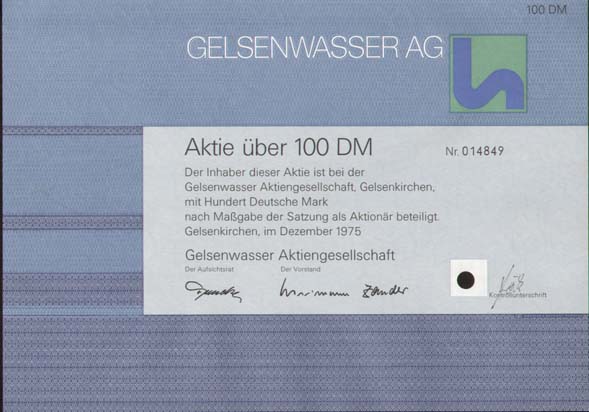 100 DM
GELSENWASSER AG
Aktie über 100 DM
Nr. 014849
Der Inhaber dieser Aktie ist bei der
Gelsenwasser Aktiengesellschaft, Gelsenkirchen,
mit Hundert Deutsche Mark
nach Maßgabe der Satzung als Aktionär beteiligt.
Gelsenkirchen, im Dezember 1975
Gelsenwasser Aktiengesellschaft
Der Aufsichtsrat Der Vorstand
Zander
Kontrollunterschrift